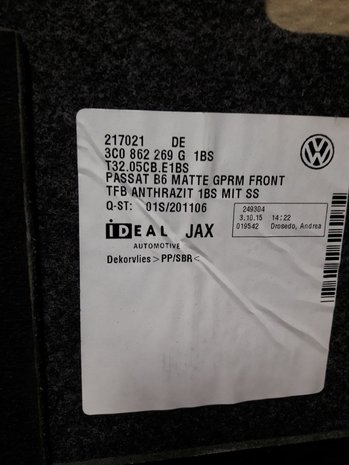 217021 DE
3C0 862 269 G 1BS
T32.05CB.E1BS
PASSAT B6 MATTE GPRM FRONT
TFB ANTHRAZIT 1BS MIT SS
Q-ST: 01S/201106
249304
3.10.15 14:22
019542 Drosedo, Andrea
iDEAL JAX
AUTOMOTIVE
Dekorvlies >PP/SBR<